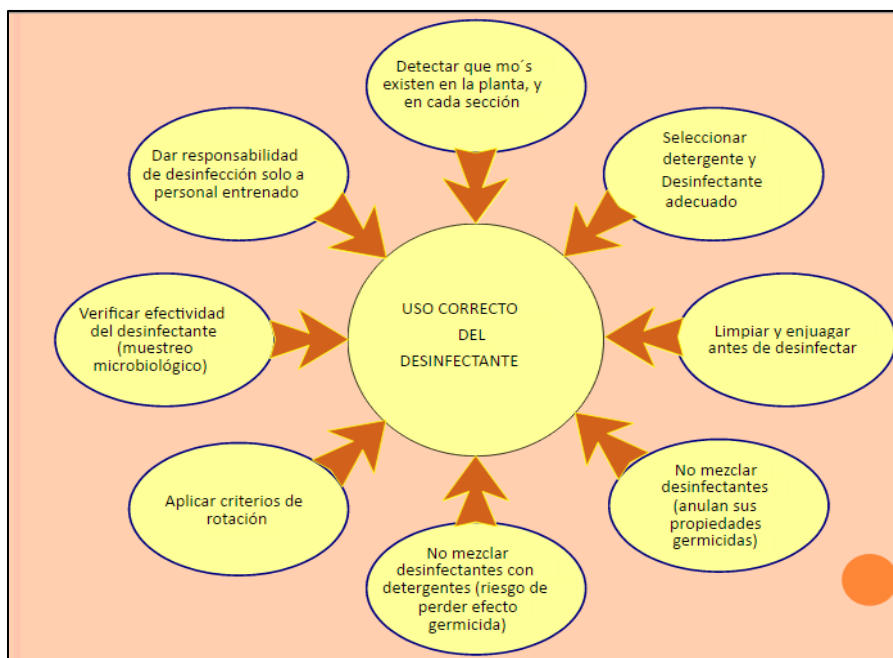 Detectar que mo´s
existen en la planta, y
en cada sección
Seleccionar
detergente y
Desinfectante
adecuado
Limpiar y enjuagar
antes de desinfectar
No mezclar
desinfectantes
(anulan sus
propiedades
germicidas)
No mezclar
desinfectantes con
detergentes (riesgo de
perder efecto
germicida)
Aplicar criterios de
rotación
Verificar efectividad
del desinfectante
(muestreo
microbiológico)
Dar responsabilidad
de desinfección solo a
personal entrenado
USO CORRECTO
DEL
DESINFECTANTE